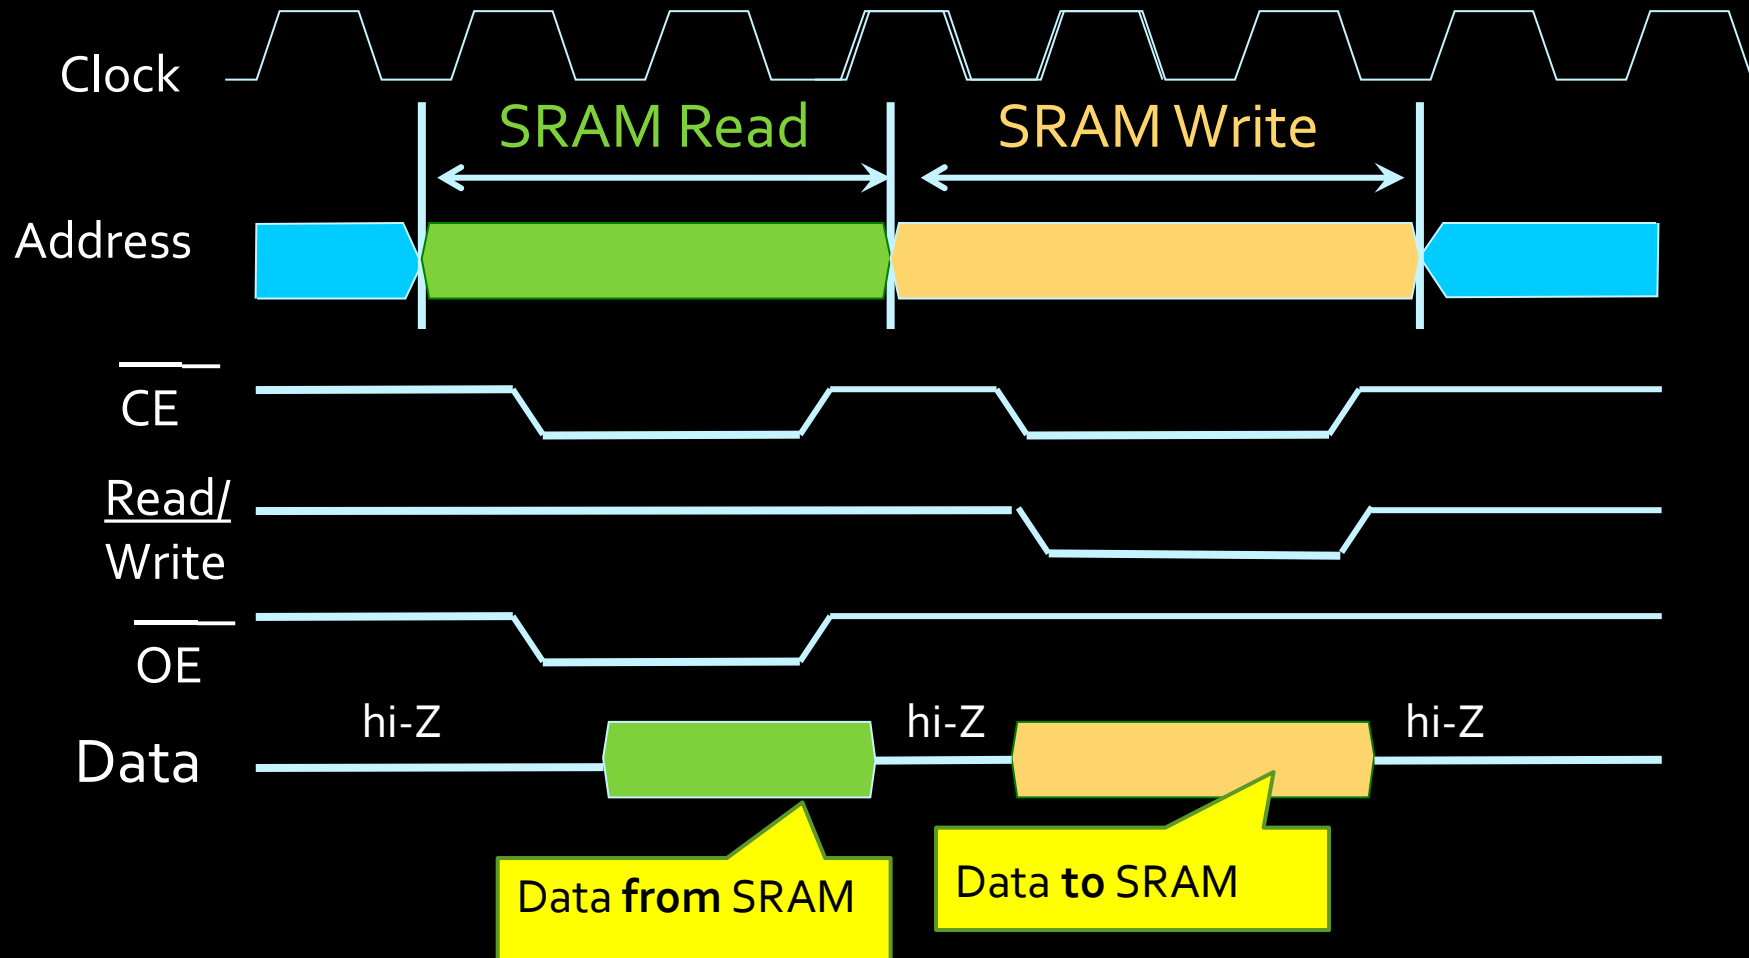 Clock
SRAM Read
SRAM Write
Address
CE
Read/
Write
OE
hi-Z
hi-Z
hi-Z
Data
Data from SRAM
Data to SRAM